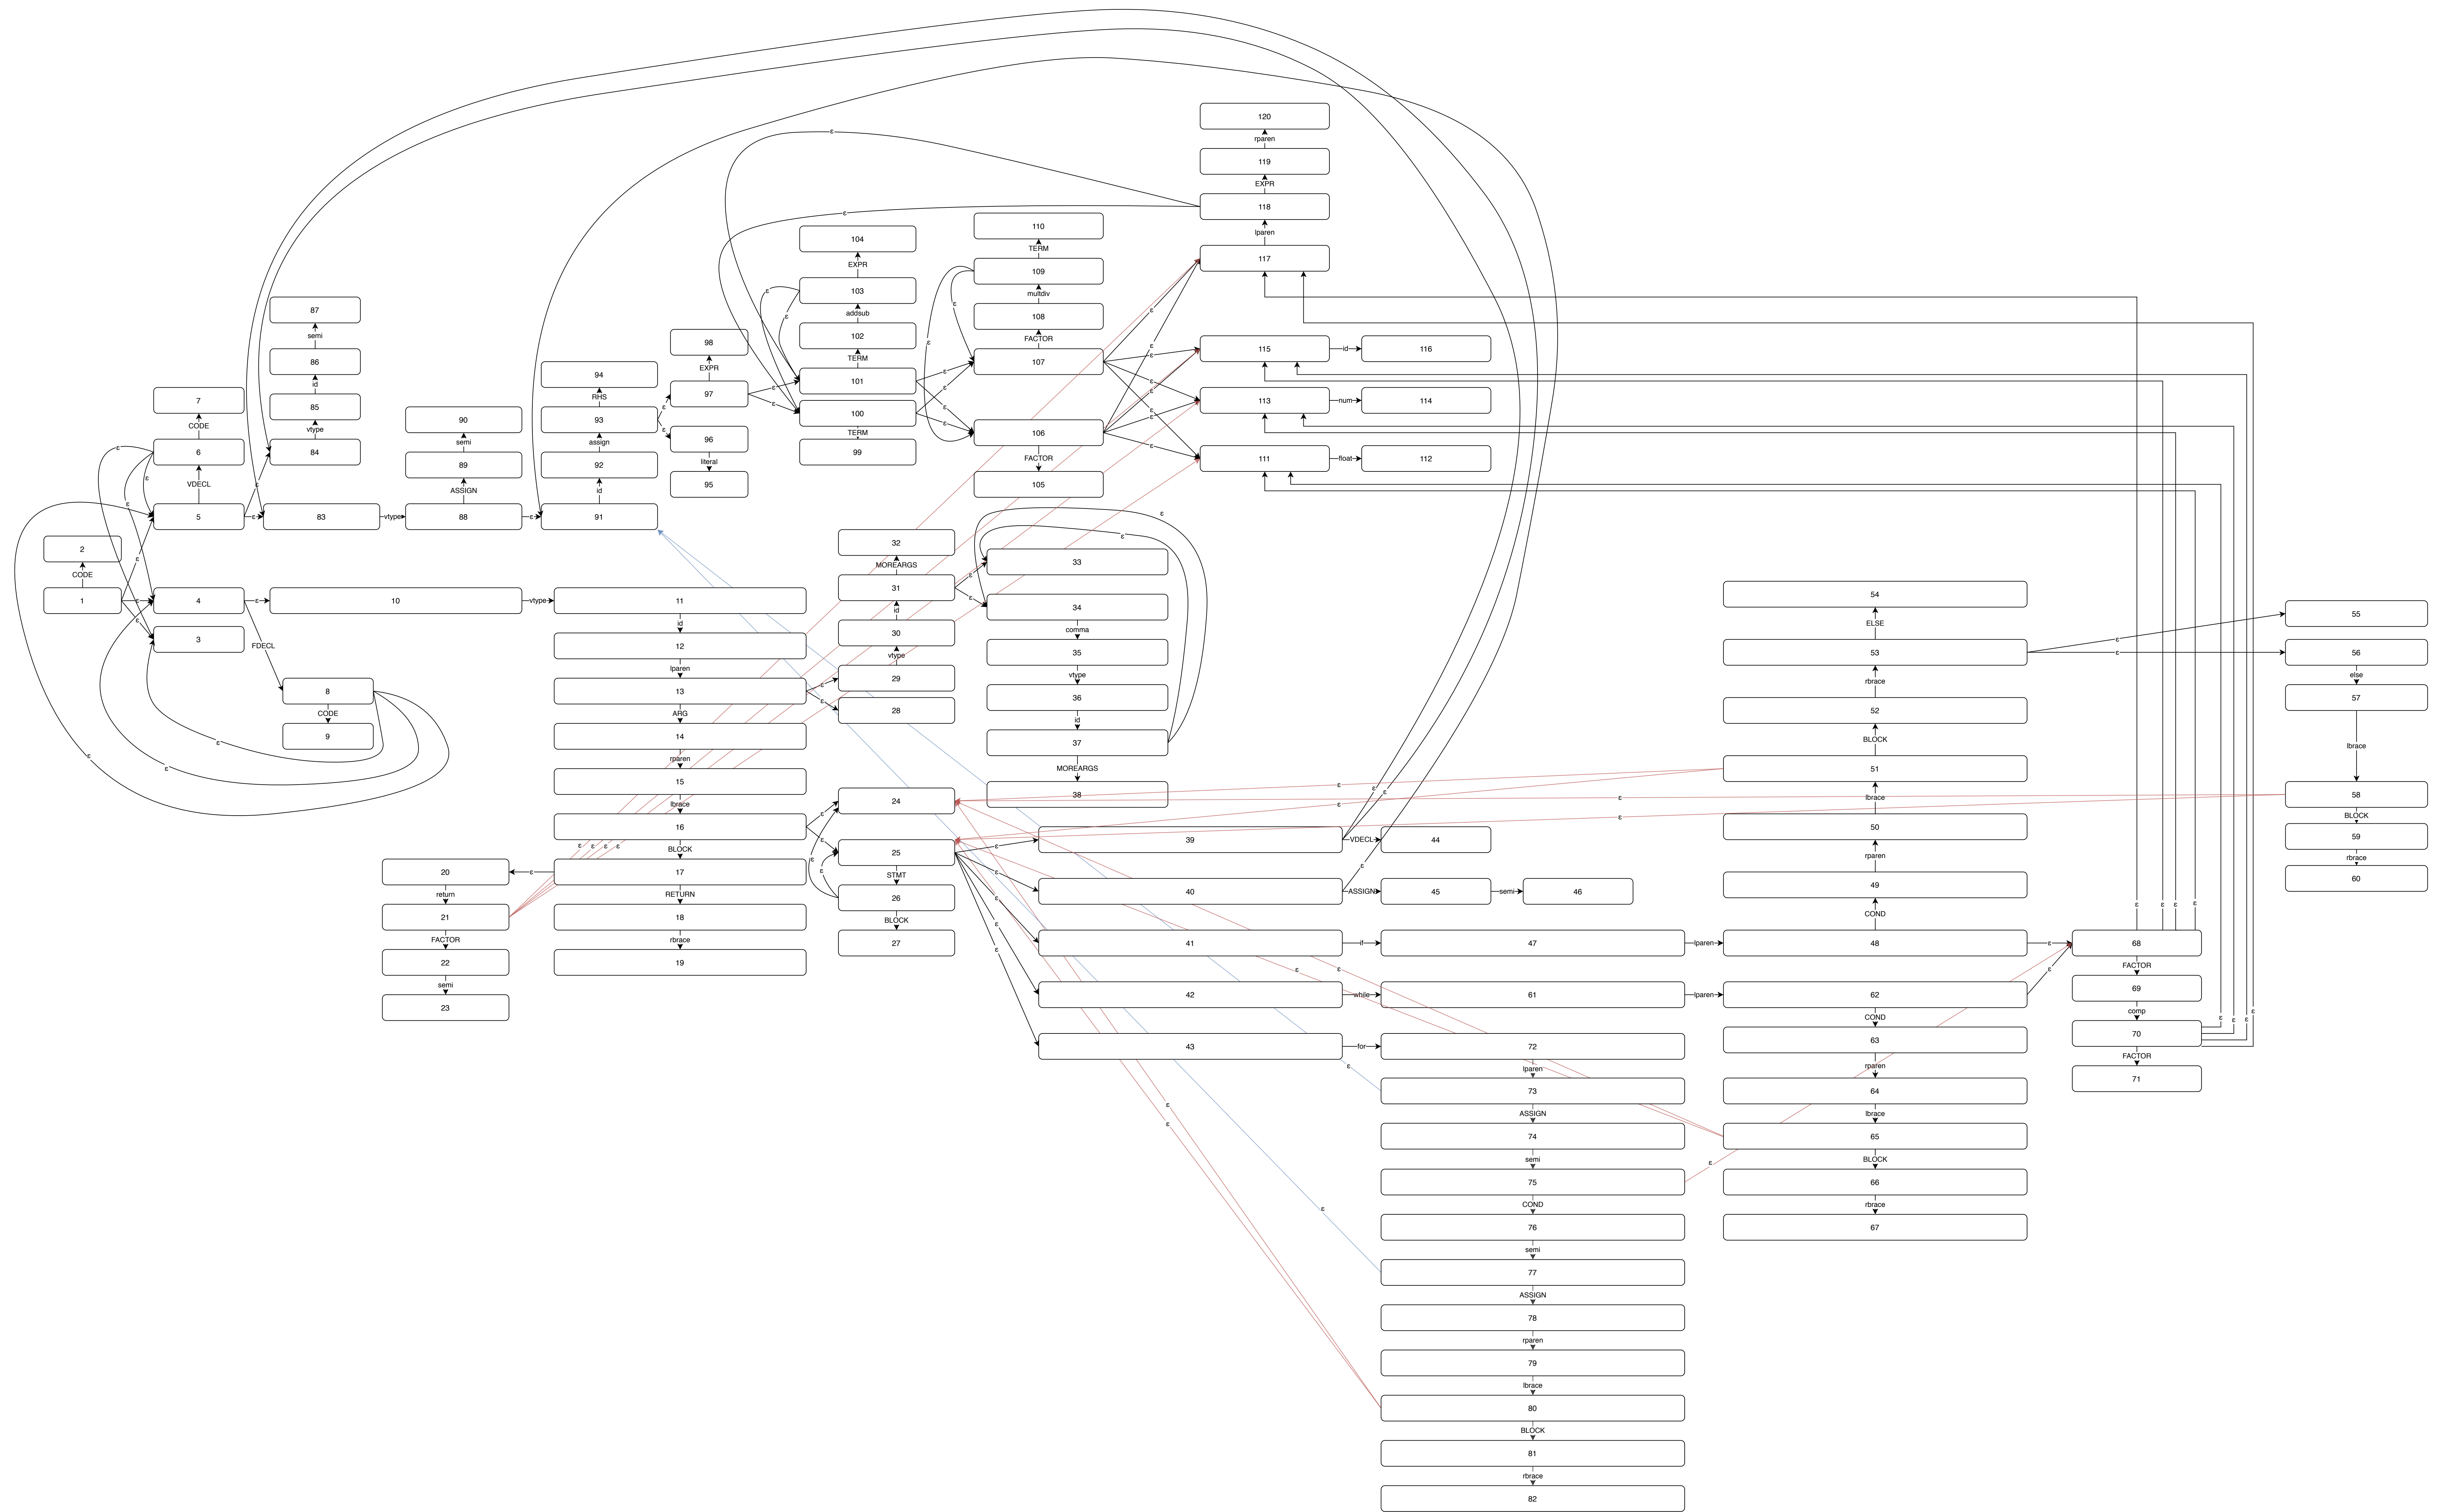 120
rparen
119
EXPR
118
lparen
117
ε
ε
110
TERM
109
multdiv
108
FACTOR
107
ε
ε
106
FACTOR
105
104
EXPR
103
addsub
102
TERM
101
ε
ε
100
TERM
99
ε
ε
ε
ε
98
EXPR
97
ε
ε
96
literal
95
ε
ε
94
RHS
93
assign
92
id
91
90
semi
89
ASSIGN
88
ε
87
semi
86
id
85
vtype
84
83
vtype
ε
ε
7
CODE
6
VDECL
5
ε
ε
ε
2
CODE
1
ε
ε
ε
4
3
FDECL
8
CODE
9
ε
ε
ε
ε
10
vtype
11
id
12
lparen
13
ARG
14
rparen
15
lbrace
16
BLOCK
17
RETURN
18
rbrace
19
ε
20
return
21
FACTOR
22
semi
23
ε
ε
ε
ε
ε
ε
ε
ε
ε
ε
ε
ε
115
id
116
113
num
114
111
float
112
32
MOREARGS
31
id
30
vtype
29
28
ε
ε
ε
ε
33
34
comma
35
vtype
36
id
37
MOREARGS
38
ε
ε
24
25
STMT
26
BLOCK
27
ε
ε
ε
ε
ε
ε
ε
ε
ε
39
VDECL
44
ε
ε
40
ASSIGN
45
semi
46
ε
41
if
47
lparen
48
ε
42
while
61
lparen
62
ε
43
for
72
lparen
73
ASSIGN
74
semi
75
COND
76
semi
77
ASSIGN
78
rparen
79
lbrace
80
BLOCK
81
rbrace
82
ε
ε
ε
ε
ε
ε
ε
ε
ε
ε
ε
54
ELSE
53
rbrace
52
BLOCK
51
lbrace
50
rparen
49
COND
COND
63
rparen
64
lbrace
65
BLOCK
66
rbrace
67
ε
ε
55
56
else
57
lbrace
58
BLOCK
59
rbrace
60
ε
ε
ε
ε
68
FACTOR
69
comp
70
FACTOR
71
ε
ε
ε
ε